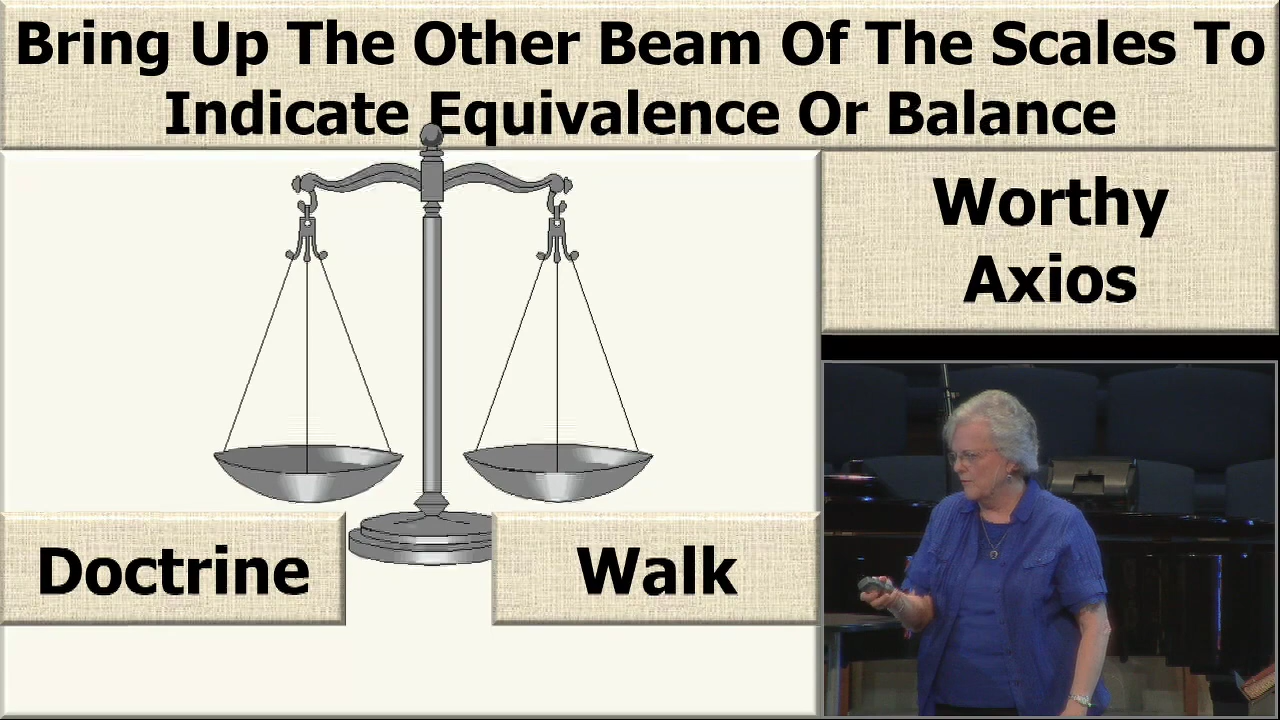 Bring Up The Other Beam Of The Scales To
Indicate Equivalence Or Balance
Worthy
Axios
Doctrine
Walk